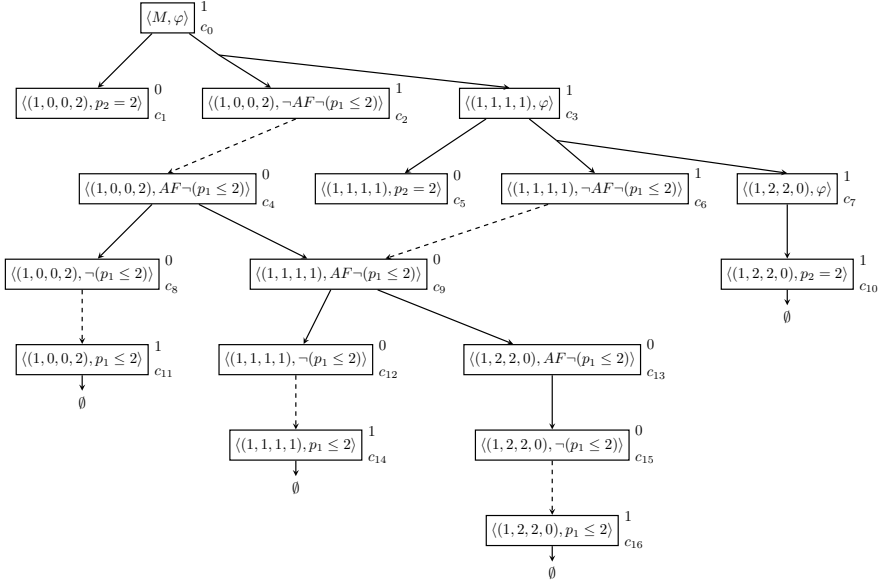 ⟨M, φ⟩ 1 c₀
⟨(1, 0, 0, 2), p₂ = 2⟩ 0 c₁
⟨(1, 0, 0, 2), ¬AF¬(p₁ ≤ 2)⟩ 1 c₂
⟨(1, 1, 1, 1), φ⟩ 1 c₃
⟨(1, 0, 0, 2), AF¬(p₁ ≤ 2)⟩ 0 c₄
⟨(1, 1, 1, 1), p₂ = 2⟩ 0 c₅
⟨(1, 1, 1, 1), ¬AF¬(p₁ ≤ 2)⟩ 1 c₆
⟨(1, 2, 2, 0), φ⟩ 1 c₇
⟨(1, 0, 0, 2), ¬(p₁ ≤ 2)⟩ 0 c₈
⟨(1, 1, 1, 1), AF¬(p₁ ≤ 2)⟩ 0 c₉
⟨(1, 2, 2, 0), p₂ = 2⟩ 1 c₁₀
∅
⟨(1, 0, 0, 2), p₁ ≤ 2⟩ 1 c₁₁
⟨(1, 1, 1, 1), ¬(p₁ ≤ 2)⟩ 0 c₁₂
⟨(1, 2, 2, 0), AF¬(p₁ ≤ 2)⟩ 0 c₁₃
∅
⟨(1, 1, 1, 1), p₁ ≤ 2⟩ 1 c₁₄
⟨(1, 2, 2, 0), ¬(p₁ ≤ 2)⟩ 0 c₁₅
∅
⟨(1, 2, 2, 0), p₁ ≤ 2⟩ 1 c₁₆
∅